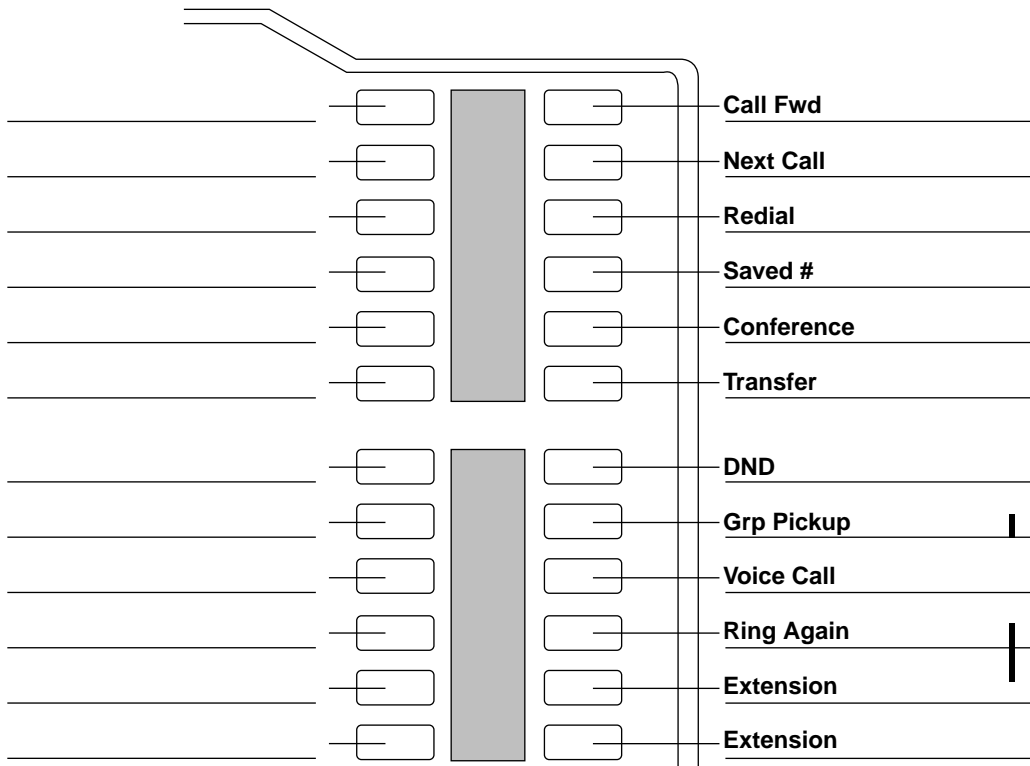 Call Fwd
Next Call
Redial
Saved #
Conference
Transfer
DND
Grp Pickup
Voice Call
Ring Again
Extension
Extension